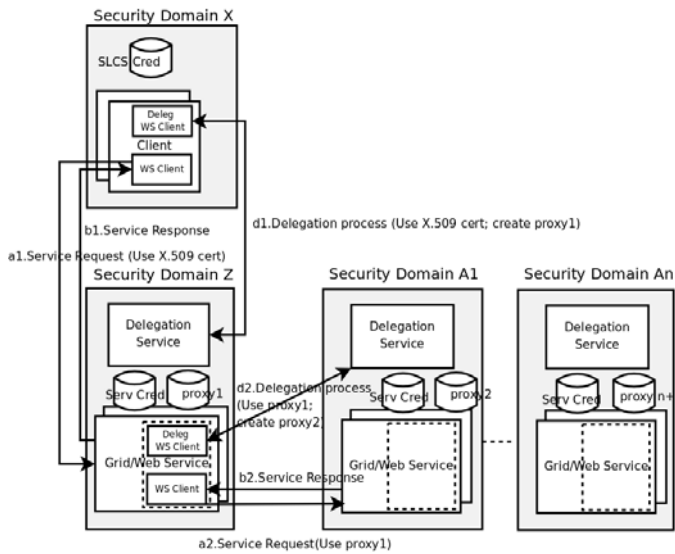 Security Domain X
SLCS Cred
Deleg
WS Client
Client
WS Client
b1.Service Response
d1.Delegation process (Use X.509 cert; create proxy1)
a1.Service Request (Use X.509 cert)
Security Domain Z
Delegation
Service
Serv Cred
proxy1
Deleg
WS Client
Grid/Web Service
WS Client
d2.Delegation process
(Use proxy1;
create proxy2)
b2.Service Response
a2.Service Request(Use proxy1)
Security Domain A1
Delegation
Service
Serv Cred
proxy2
Grid/Web Service
Security Domain An
Delegation
Service
Serv Cred
proxy n+
Grid/Web Service